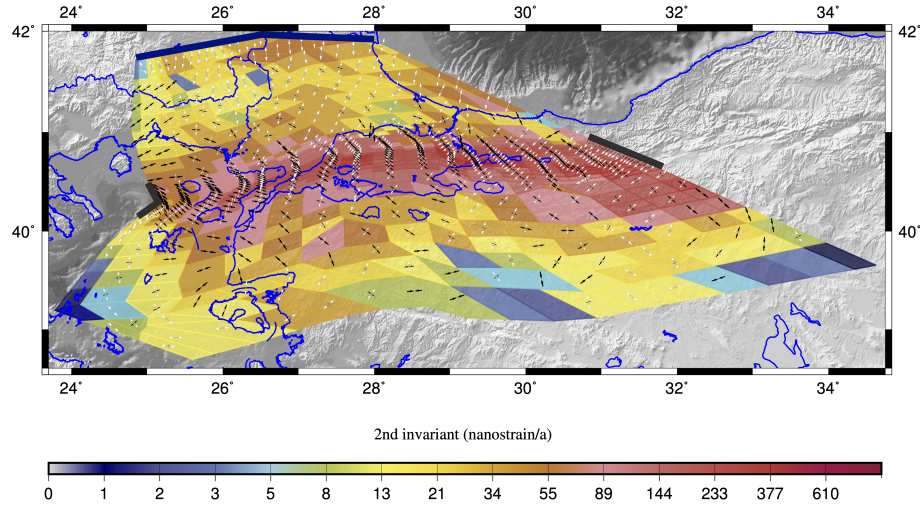 24˚ 26˚ 28˚ 30˚ 32˚ 34˚
42˚ 42˚
40˚ 40˚
24˚ 26˚ 28˚ 30˚ 32˚ 34˚
2nd invariant (nanostrain/a)
0 1 2 3 5 8 13 21 34 55 89 144 233 377 610